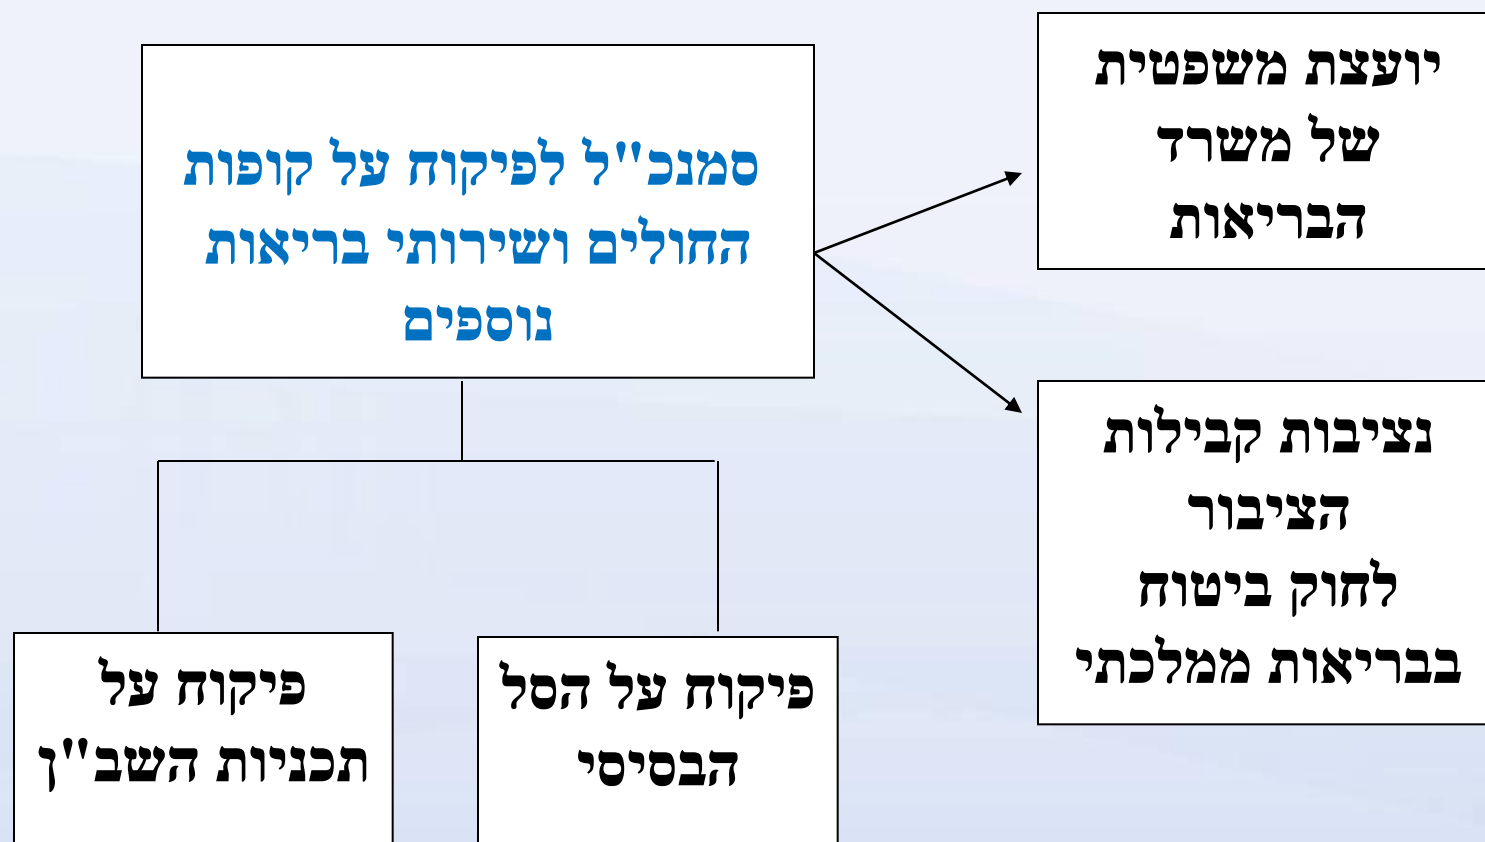 יועצת משפטית
של משרד
הבריאות
סמנכ"ל לפיקוח על קופות
החולים ושירותי בריאות
נוספים
נציבות קבילות
הציבור
לחוק ביטוח
בבריאות ממלכתי
פיקוח על הסל
הבסיסי
פיקוח על
תכניות השב"ן